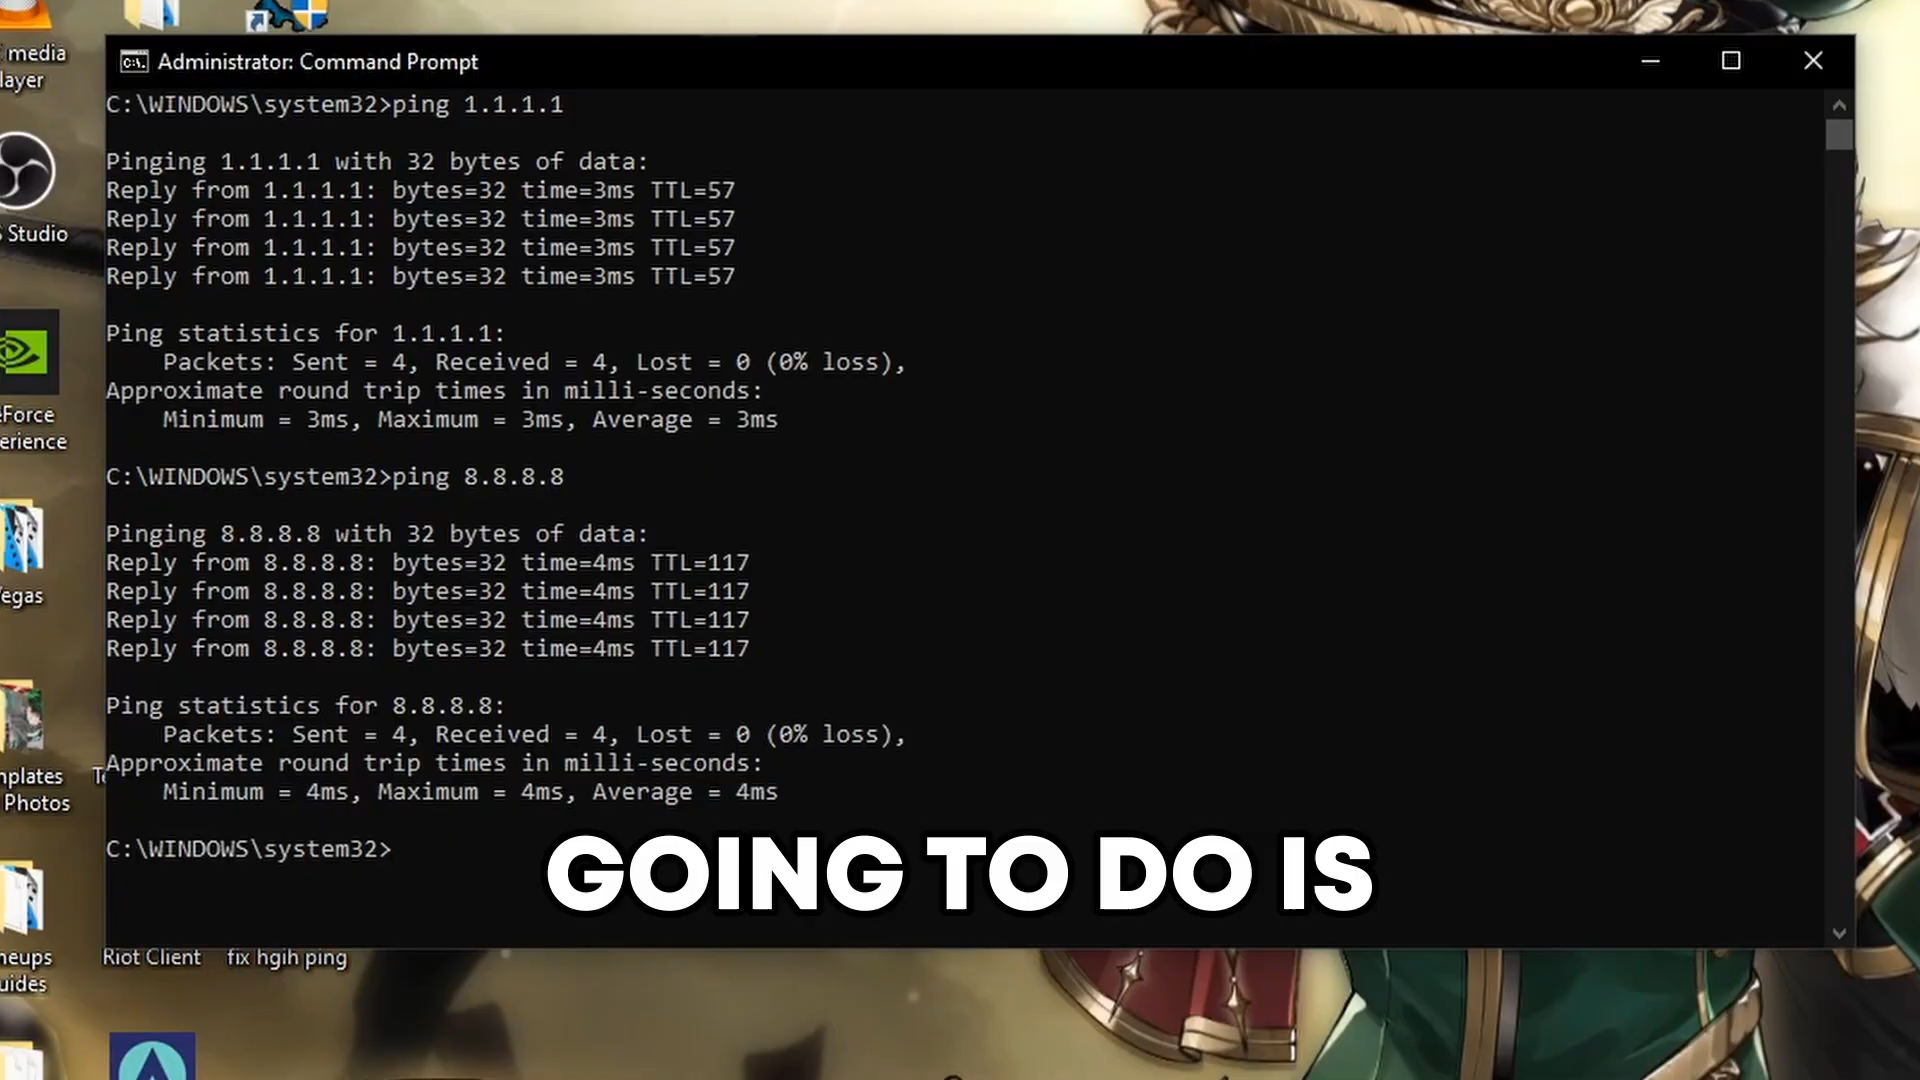 media
layer
Studio
Force
erience
egas
mplates
Photos
neups
uides
Riot Client
fix hgih ping
Administrator: Command Prompt
C:\WINDOWS\system32>ping 1.1.1.1
Pinging 1.1.1.1 with 32 bytes of data:
Reply from 1.1.1.1: bytes=32 time=3ms TTL=57
Reply from 1.1.1.1: bytes=32 time=3ms TTL=57
Reply from 1.1.1.1: bytes=32 time=3ms TTL=57
Reply from 1.1.1.1: bytes=32 time=3ms TTL=57
Ping statistics for 1.1.1.1:
Packets: Sent = 4, Received = 4, Lost = 0 (0% loss),
Approximate round trip times in milli-seconds:
Minimum = 3ms, Maximum = 3ms, Average = 3ms
C:\WINDOWS\system32>ping 8.8.8.8
Pinging 8.8.8.8 with 32 bytes of data:
Reply from 8.8.8.8: bytes=32 time=4ms TTL=117
Reply from 8.8.8.8: bytes=32 time=4ms TTL=117
Reply from 8.8.8.8: bytes=32 time=4ms TTL=117
Reply from 8.8.8.8: bytes=32 time=4ms TTL=117
Ping statistics for 8.8.8.8:
Packets: Sent = 4, Received = 4, Lost = 0 (0% loss),
Approximate round trip times in milli-seconds:
Minimum = 4ms, Maximum = 4ms, Average = 4ms
C:\WINDOWS\system32>
GOING TO DO IS